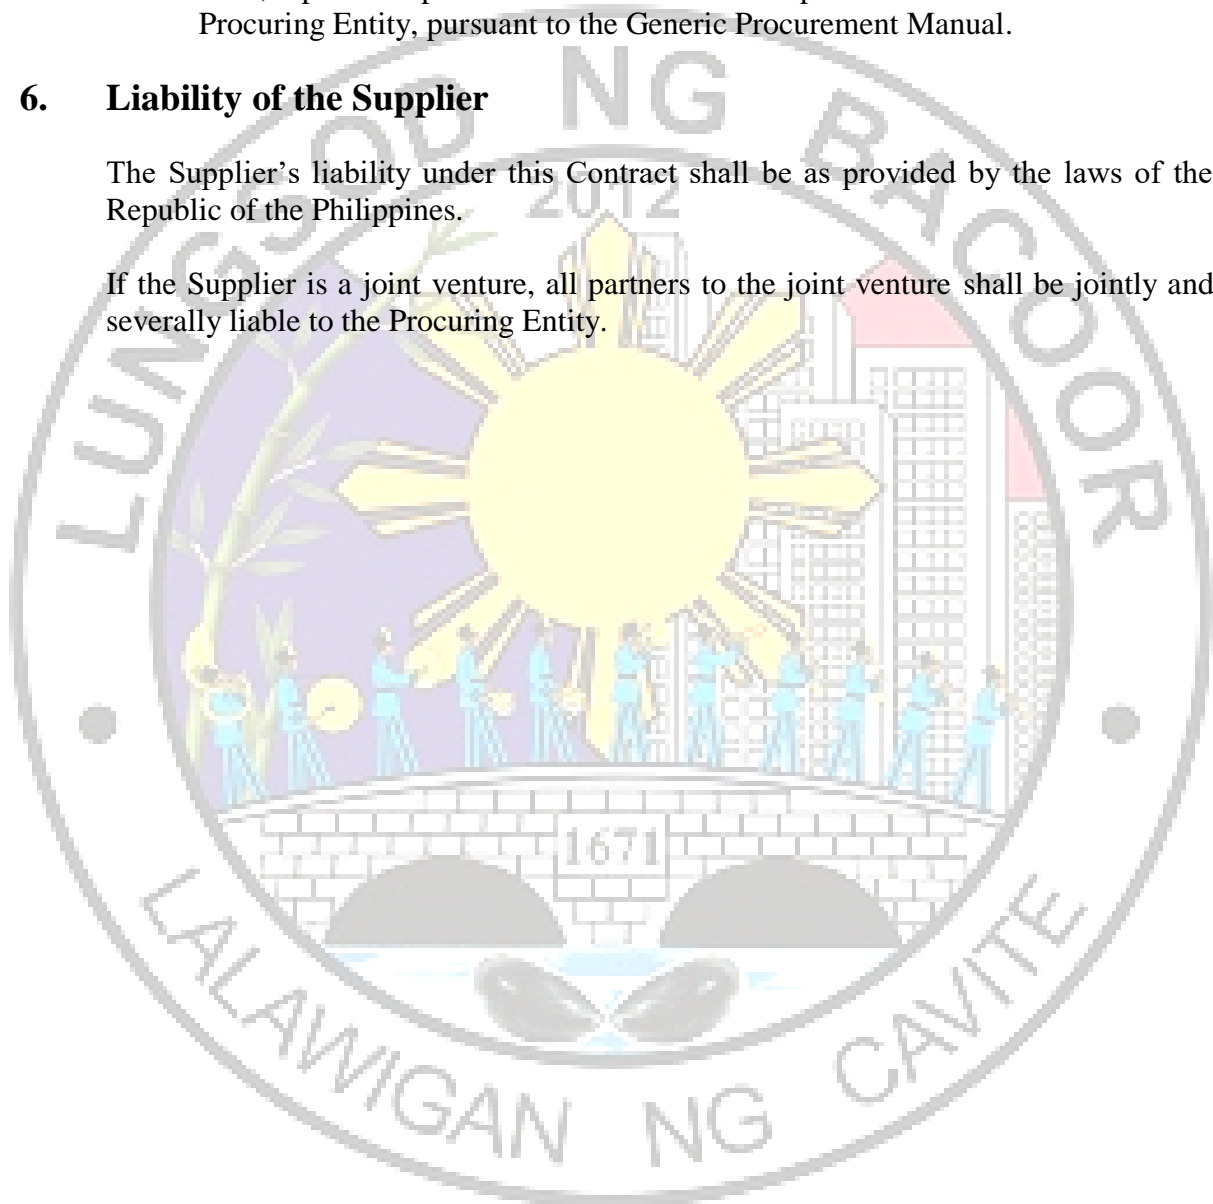 Procuring Entity, pursuant to the Generic Procurement Manual.
6. Liability of the Supplier
The Supplier’s liability under this Contract shall be as provided by the laws of the
Republic of the Philippines.
If the Supplier is a joint venture, all partners to the joint venture shall be jointly and
severally liable to the Procuring Entity.
LUNGSOD NG BACOOR
2012
1671
LALAWIGAN NG CAVITE